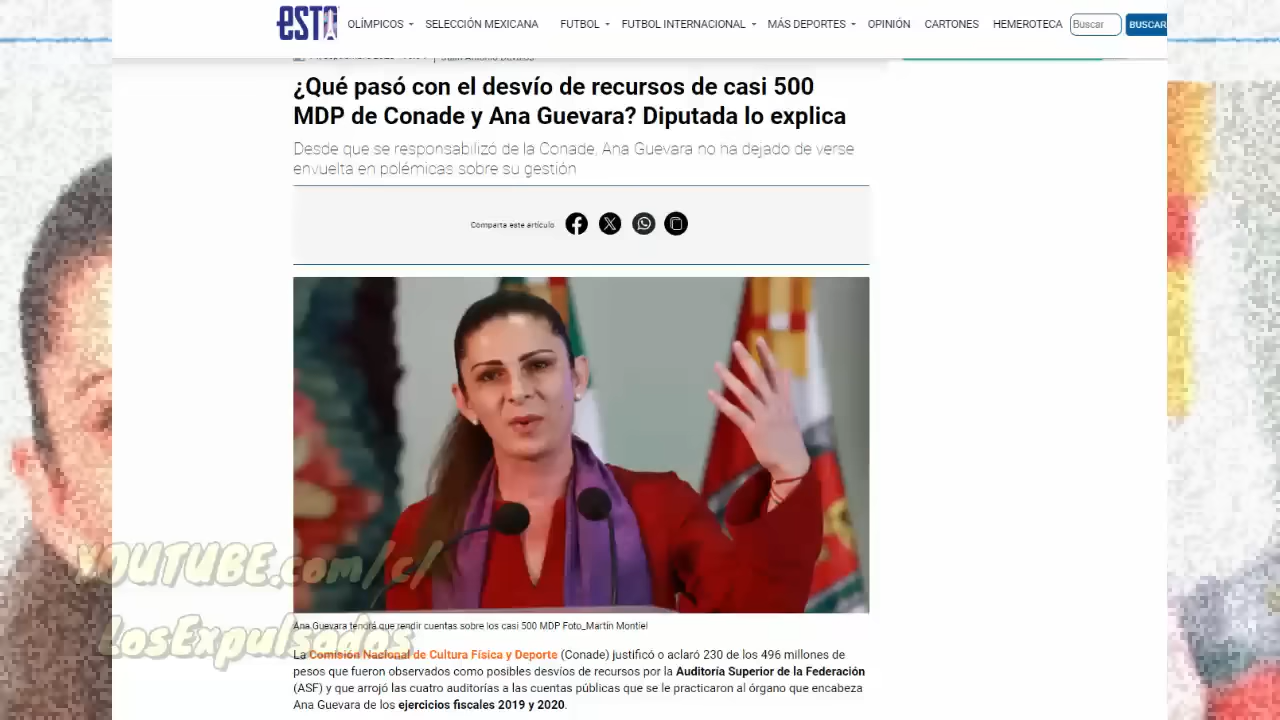 ESTO
OLÍMPICOS SELECCIÓN MEXICANA FUTBOL FUTBOL INTERNACIONAL MÁS DEPORTES OPINIÓN CARTONES HEMEROTECA Buscar BUSCAR
¿Qué pasó con el desvío de recursos de casi 500
MDP de Conade y Ana Guevara? Diputada lo explica
Desde que se responsabilizó de la Conade, Ana Guevara no ha dejado de verse
envuelta en polémicas sobre su gestión
Comparta este artículo
YOUTUBE.com/c/
LosExpulsados
Ana Guevara tendrá que rendir cuentas sobre los casi 500 MDP Foto_Martín Montiel
La Comisión Nacional de Cultura Física y Deporte (Conade) justificó o aclaró 230 de los 496 millones de
pesos que fueron observados como posibles desvíos de recursos por la Auditoría Superior de la Federación
(ASF) y que arrojó las cuatro auditorías a las cuentas públicas que se le practicaron al órgano que encabeza
Ana Guevara de los ejercicios fiscales 2019 y 2020.